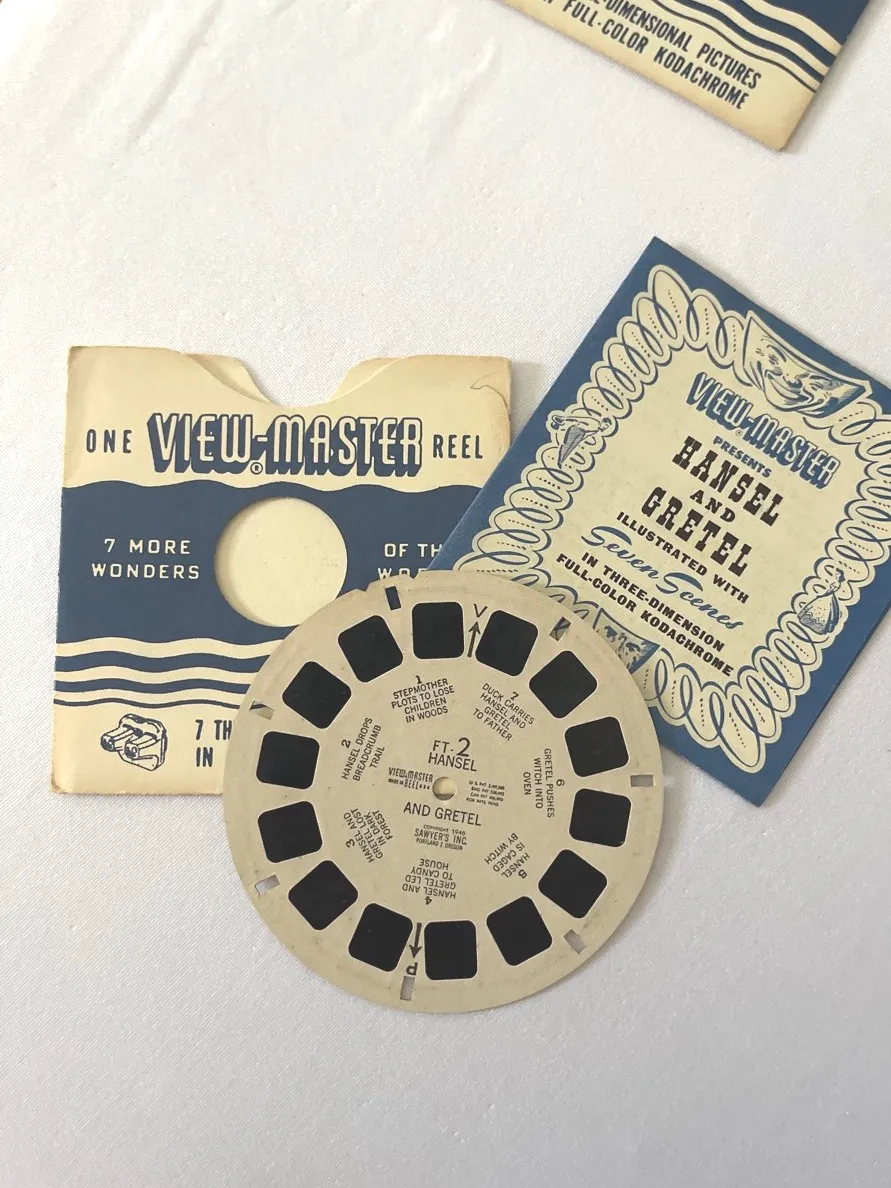 -DIMENSIONAL PICTURES
FULL-COLOR KODACHROME
ONE VIEW-MASTER® REEL
7 MORE
WONDERS
OF TH
7 TH
IN
VIEW-MASTER
PRESENTS
HANSEL
AND
GRETEL
ILLUSTRATED WITH
Seven Scenes
IN THREE-DIMENSION
FULL-COLOR KODACHROME
V
1
STEPMOTHER
PLOTS TO LOSE
CHILDREN
IN WOODS
2
HANSEL DROPS
BREADCRUMB
TRAIL
3
HANSEL AND
GRETEL LOST
IN DARK
FOREST
4
HANSEL AND
GRETEL LED
TO CANDY
HOUSE
5
HANSEL
IS CAGED
BY WITCH
6
GRETEL PUSHES
WITCH INTO
OVEN
7
DUCK CARRIES
HANSEL AND
GRETEL
TO FATHER
FT-2
HANSEL
VIEW-MASTER
REEL
AND GRETEL
COPYRIGHT 1946
SAWYER'S INC.
PORTLAND 7, OREGON
P